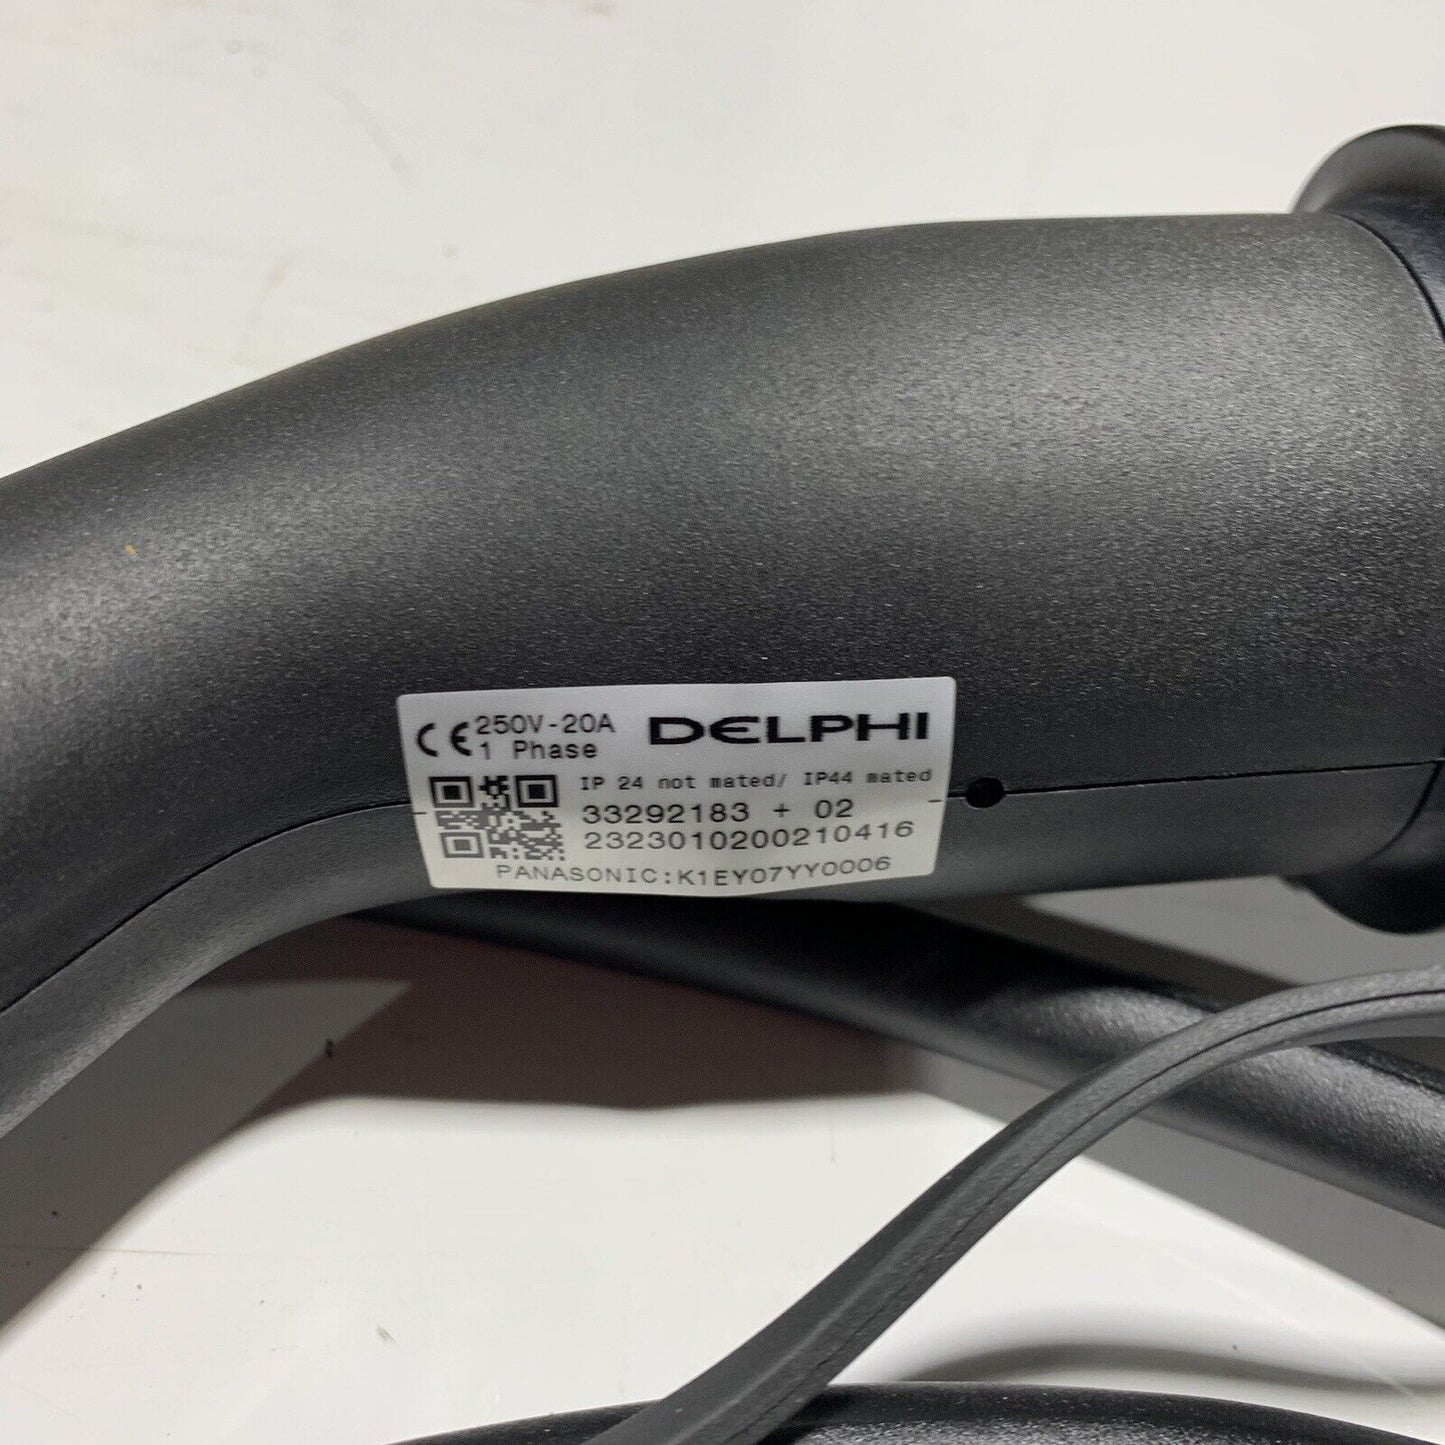 CE 250V-20A DELPHI
1 Phase
IP 24 not mated/ IP44 mated
33292183 + 02
2323010200210416
PANASONIC:K1EY07YY0006